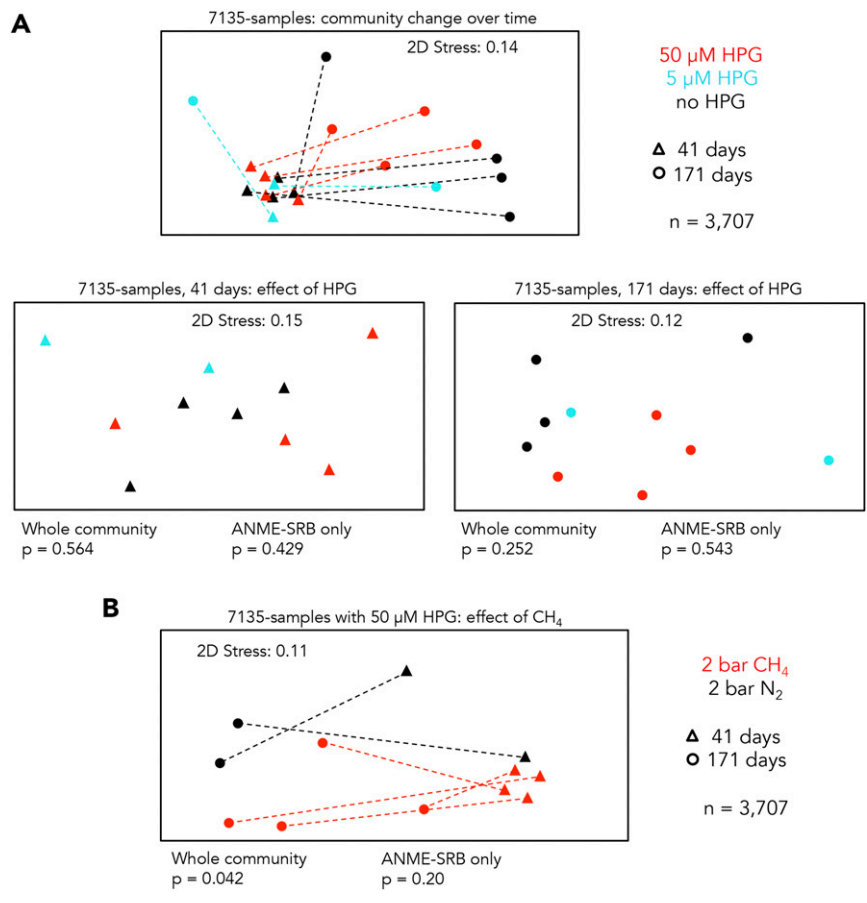 A
7135-samples: community change over time
2D Stress: 0.14
50 µM HPG
5 µM HPG
no HPG
41 days
171 days
n = 3,707
7135-samples, 41 days: effect of HPG
2D Stress: 0.15
Whole community
p = 0.564
ANME-SRB only
p = 0.429
7135-samples, 171 days: effect of HPG
2D Stress: 0.12
Whole community
p = 0.252
ANME-SRB only
p = 0.543
B
7135-samples with 50 µM HPG: effect of CH₄
2D Stress: 0.11
2 bar CH₄
2 bar N₂
41 days
171 days
n = 3,707
Whole community
p = 0.042
ANME-SRB only
p = 0.20